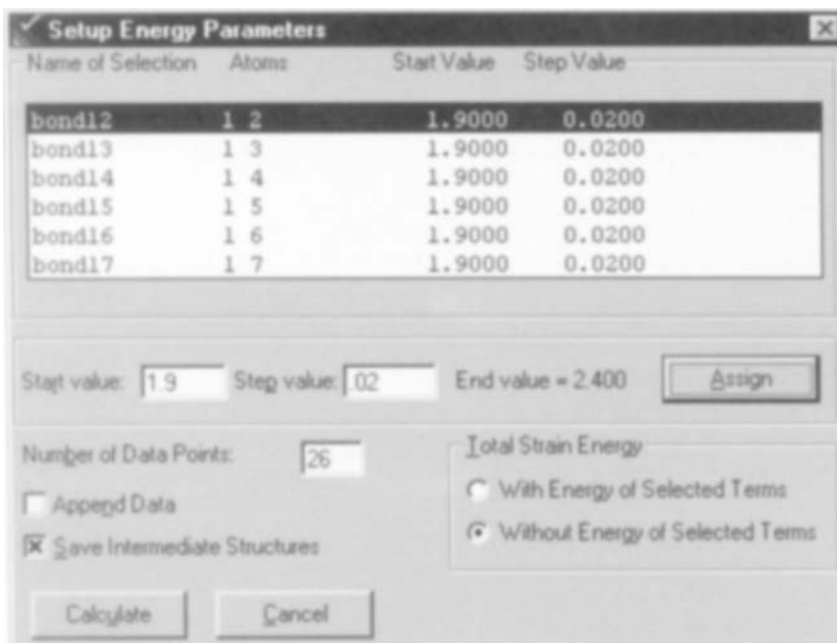 Setup Energy Parameters
Name of Selection Atoms Start Value Step Value
bond12 1 2 1.9000 0.0200
bond13 1 3 1.9000 0.0200
bond14 1 4 1.9000 0.0200
bond15 1 5 1.9000 0.0200
bond16 1 6 1.9000 0.0200
bond17 1 7 1.9000 0.0200
Start value: 1.9 Step value: .02 End value = 2.400 Assign
Number of Data Points: 26
Append Data
Save Intermediate Structures
Total Strain Energy
With Energy of Selected Terms
Without Energy of Selected Terms
Calculate Cancel